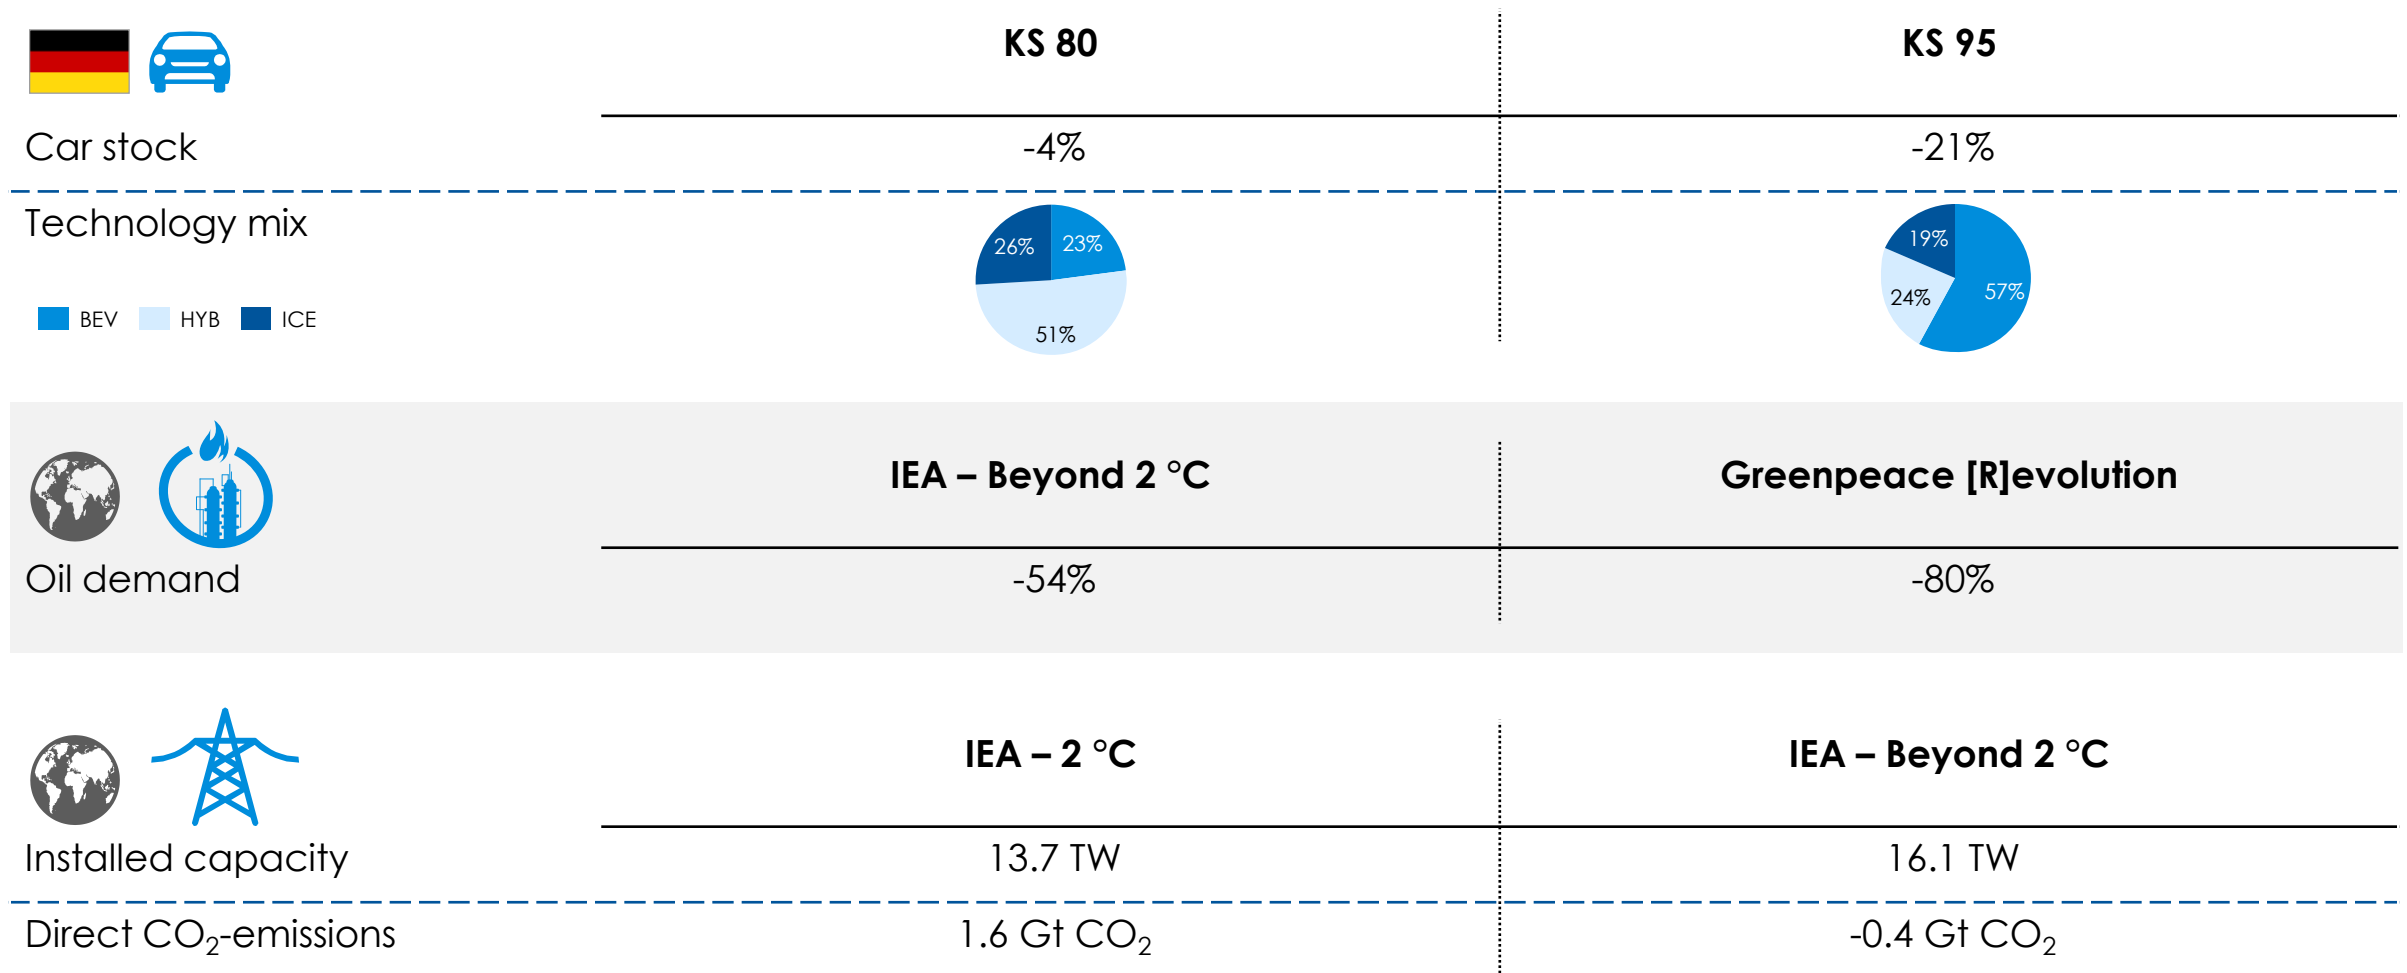 KS 80
KS 95
Car stock
-4%
-21%
Technology mix
26%
23%
51%
19%
57%
24%
BEV
HYB
ICE
IEA – Beyond 2 °C
Greenpeace [R]evolution
Oil demand
-54%
-80%
IEA – 2 °C
IEA – Beyond 2 °C
Installed capacity
13.7 TW
16.1 TW
Direct CO₂-emissions
1.6 Gt CO₂
-0.4 Gt CO₂